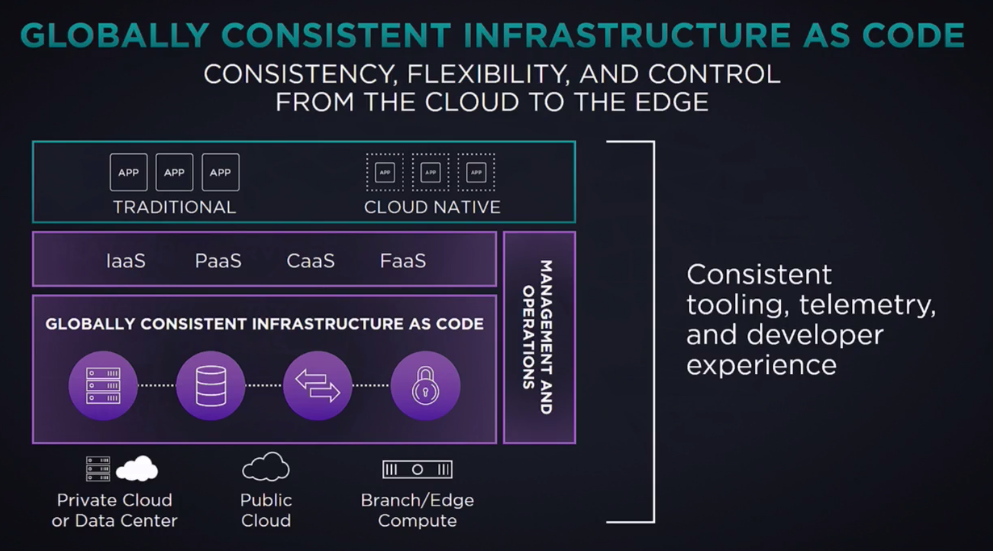 GLOBALLY CONSISTENT INFRASTRUCTURE AS CODE
CONSISTENCY, FLEXIBILITY, AND CONTROL
FROM THE CLOUD TO THE EDGE
APP APP APP
TRADITIONAL
APP APP APP
CLOUD NATIVE
IaaS PaaS CaaS FaaS
GLOBALLY CONSISTENT INFRASTRUCTURE AS CODE
MANAGEMENT AND
OPERATIONS
Private Cloud
or Data Center
Public
Cloud
Branch/Edge
Compute
Consistent
tooling, telemetry,
and developer
experience